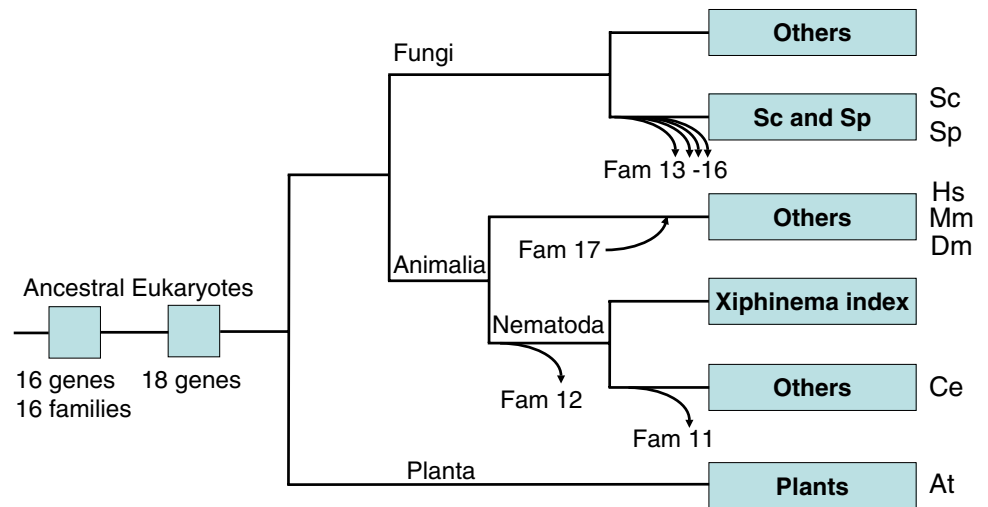 Others
Fungi
Sc
Sc and Sp
Sp
Fam 13 -16
Hs
Others
Mm
Dm
Fam 17
Animalia
Ancestral Eukaryotes
Xiphinema index
Nematoda
16 genes
18 genes
16 families
Others
Ce
Fam 12
Fam 11
Planta
Plants
At